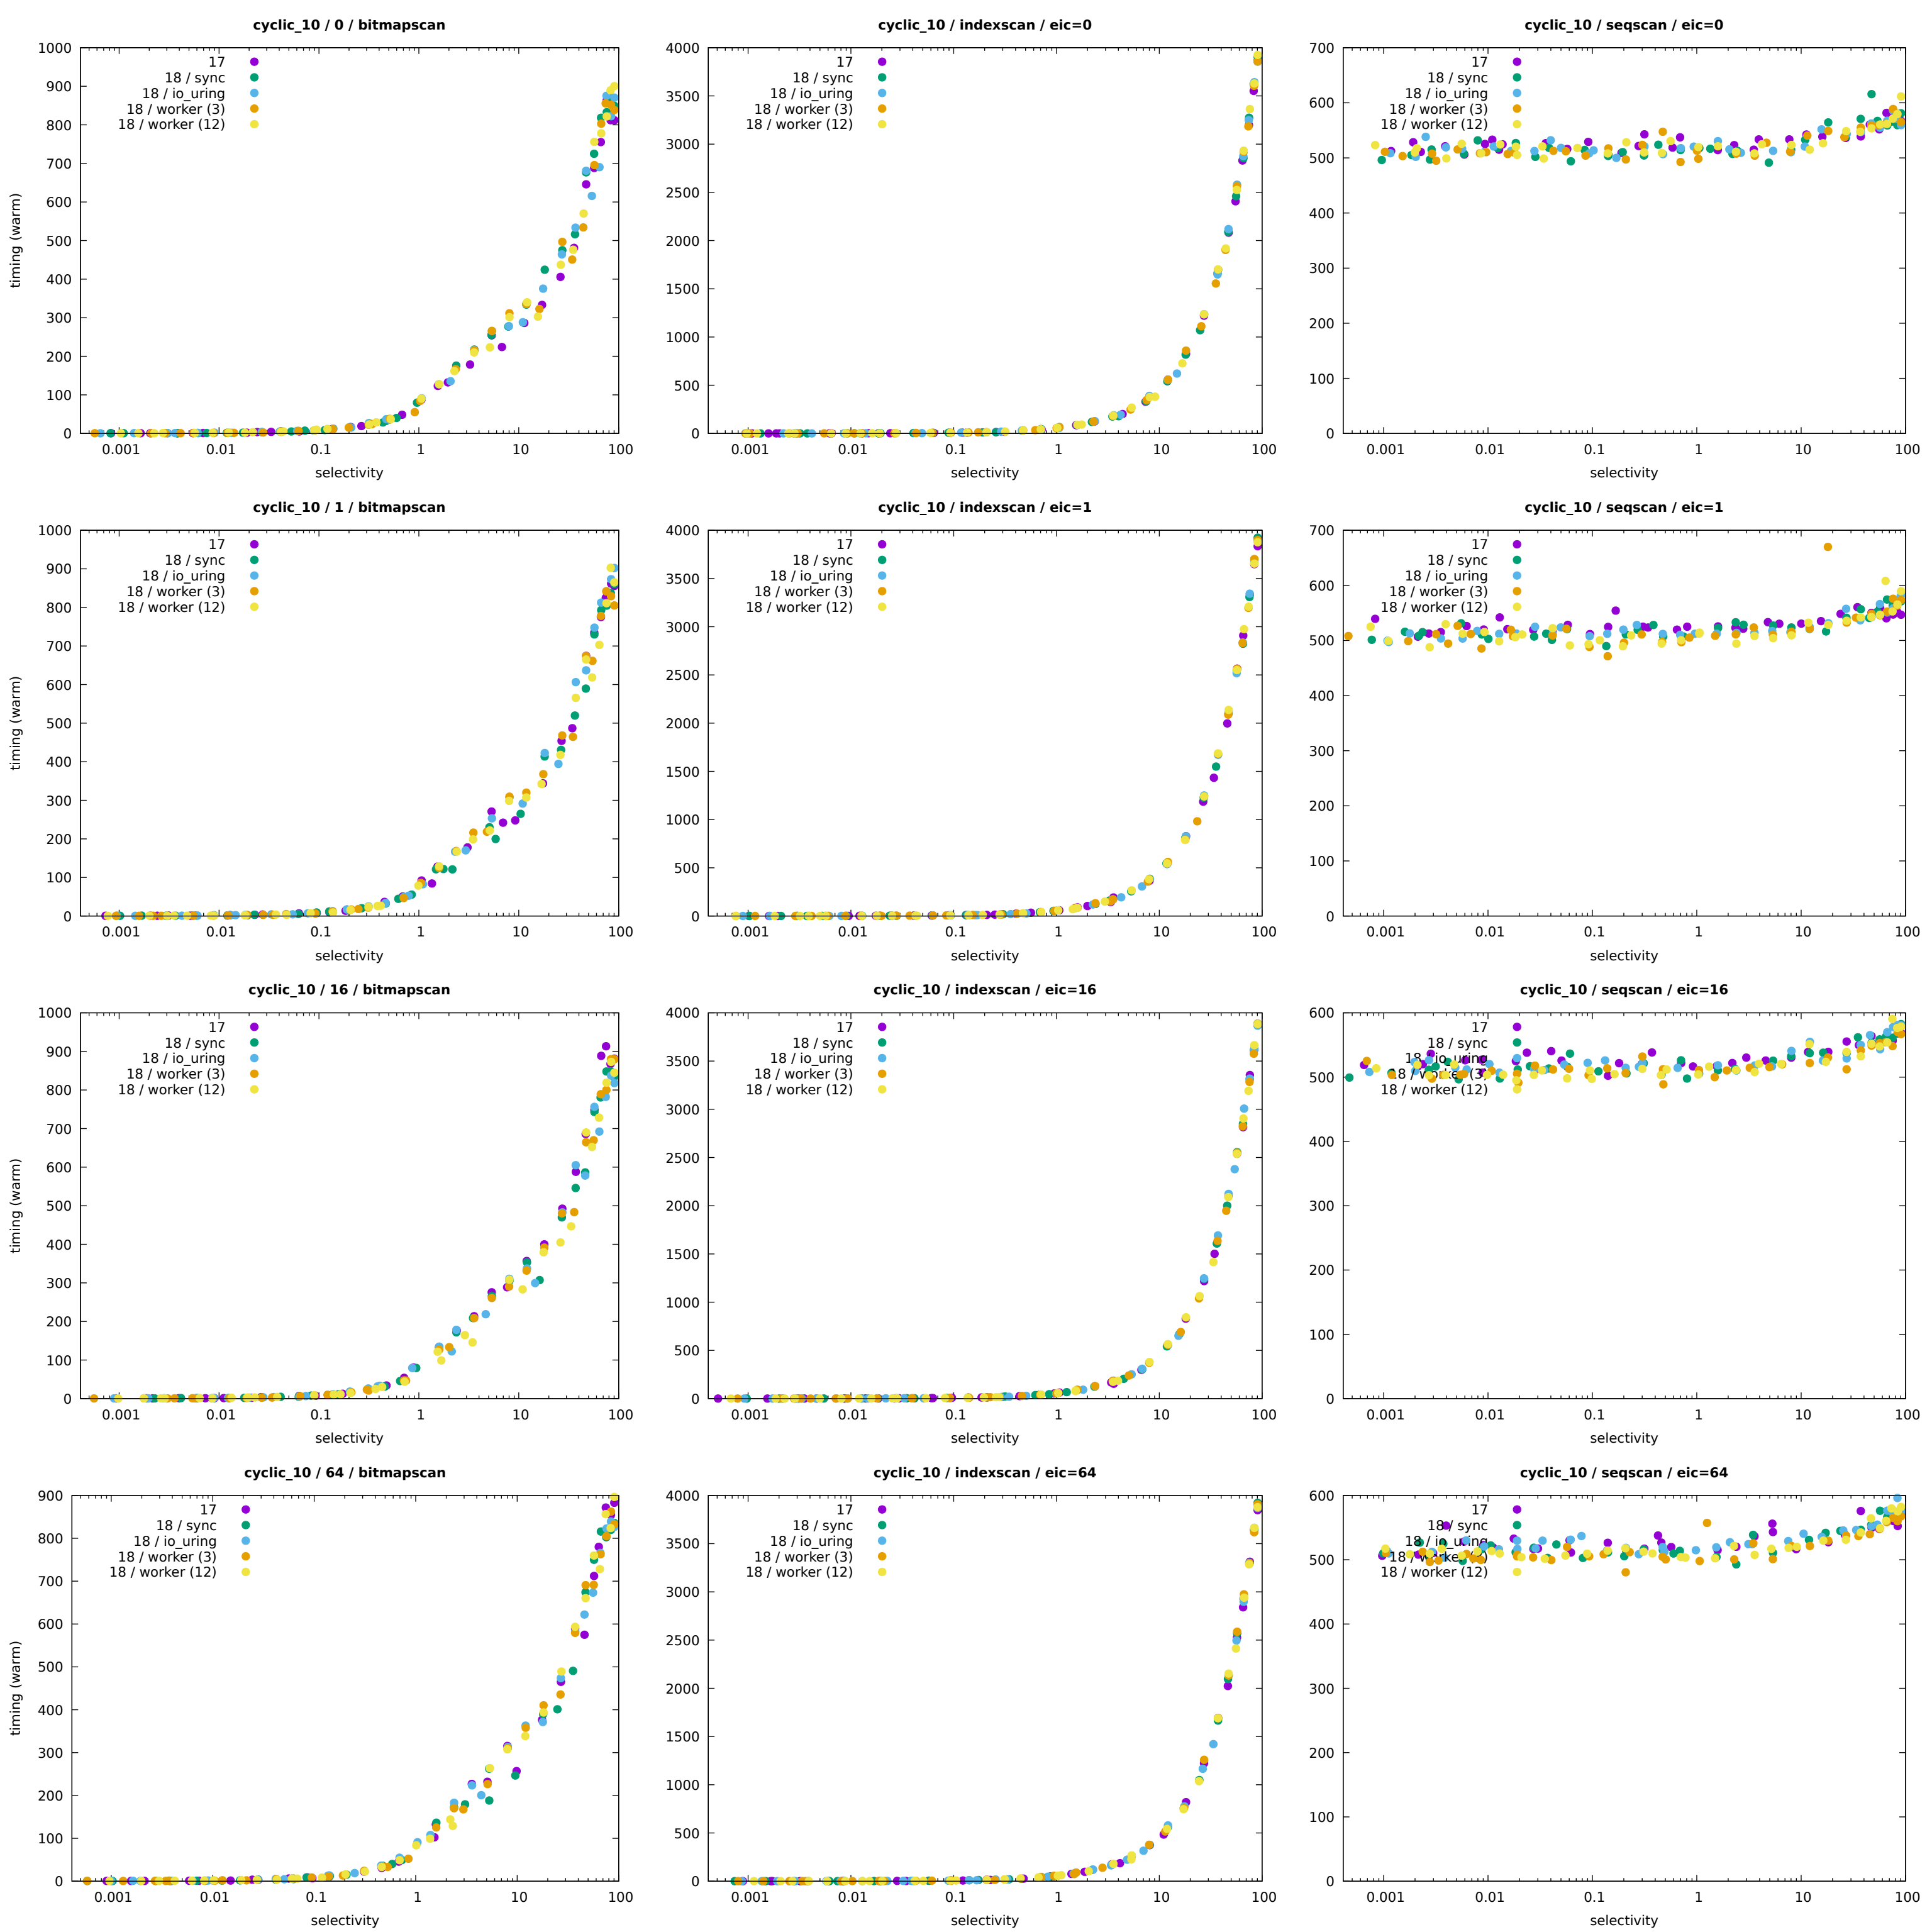 cyclic_10 / 0 / bitmapscan
1000
900
800
700
600
500
400
300
200
100
0
timing (warm)
17
18 / sync
18 / io_uring
18 / worker (3)
18 / worker (12)
0.001 0.01 0.1 1 10 100
selectivity
cyclic_10 / indexscan / eic=0
4000
3500
3000
2500
2000
1500
1000
500
0
17
18 / sync
18 / io_uring
18 / worker (3)
18 / worker (12)
0.001 0.01 0.1 1 10 100
selectivity
cyclic_10 / seqscan / eic=0
700
600
500
400
300
200
100
0
17
18 / sync
18 / io_uring
18 / worker (3)
18 / worker (12)
0.001 0.01 0.1 1 10 100
selectivity
cyclic_10 / 1 / bitmapscan
1000
900
800
700
600
500
400
300
200
100
0
timing (warm)
17
18 / sync
18 / io_uring
18 / worker (3)
18 / worker (12)
0.001 0.01 0.1 1 10 100
selectivity
cyclic_10 / indexscan / eic=1
4000
3500
3000
2500
2000
1500
1000
500
0
17
18 / sync
18 / io_uring
18 / worker (3)
18 / worker (12)
0.001 0.01 0.1 1 10 100
selectivity
cyclic_10 / seqscan / eic=1
700
600
500
400
300
200
100
0
17
18 / sync
18 / io_uring
18 / worker (3)
18 / worker (12)
0.001 0.01 0.1 1 10 100
selectivity
cyclic_10 / 16 / bitmapscan
1000
900
800
700
600
500
400
300
200
100
0
timing (warm)
17
18 / sync
18 / io_uring
18 / worker (3)
18 / worker (12)
0.001 0.01 0.1 1 10 100
selectivity
cyclic_10 / indexscan / eic=16
4000
3500
3000
2500
2000
1500
1000
500
0
17
18 / sync
18 / io_uring
18 / worker (3)
18 / worker (12)
0.001 0.01 0.1 1 10 100
selectivity
cyclic_10 / seqscan / eic=16
600
500
400
300
200
100
0
17
18 / sync
18 / io_uring
18 / worker (3)
18 / worker (12)
0.001 0.01 0.1 1 10 100
selectivity
cyclic_10 / 64 / bitmapscan
900
800
700
600
500
400
300
200
100
0
timing (warm)
17
18 / sync
18 / io_uring
18 / worker (3)
18 / worker (12)
0.001 0.01 0.1 1 10 100
selectivity
cyclic_10 / indexscan / eic=64
4000
3500
3000
2500
2000
1500
1000
500
0
17
18 / sync
18 / io_uring
18 / worker (3)
18 / worker (12)
0.001 0.01 0.1 1 10 100
selectivity
cyclic_10 / seqscan / eic=64
600
500
400
300
200
100
0
17
18 / sync
18 / io_uring
18 / worker (3)
18 / worker (12)
0.001 0.01 0.1 1 10 100
selectivity